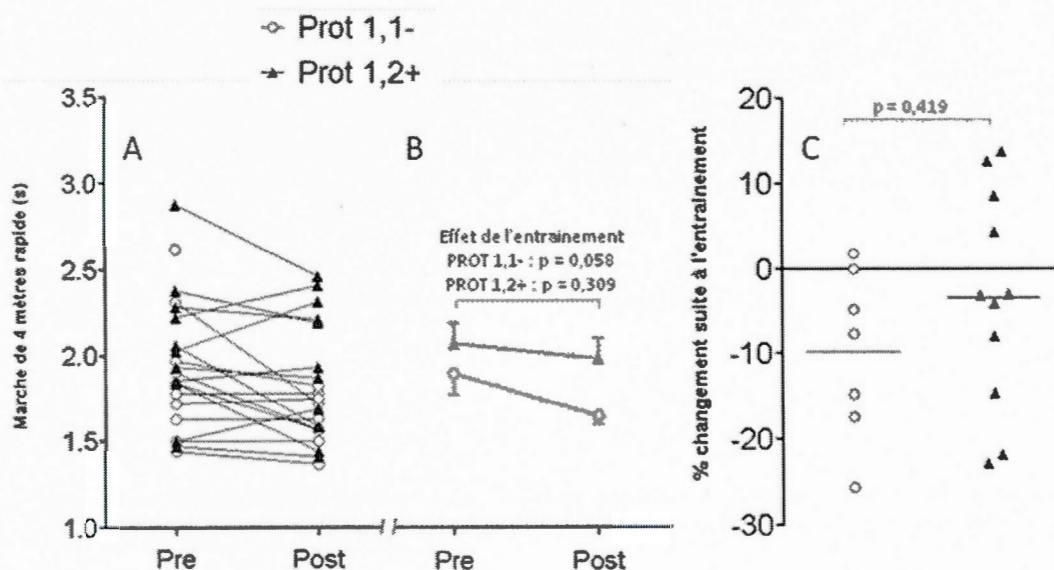 Prot 1,1-
Prot 1,2+
Marche de 4 mètres rapide (s)
3.5
3.0
2.5
2.0
1.5
1.0
A
Pre
Post
B
Effet de l'entrainement
PROT 1,1- : p = 0,058
PROT 1,2+ : p = 0,309
Pre
Post
% changement suite à l'entrainement
20
10
0
-10
-20
-30
C
p = 0,419